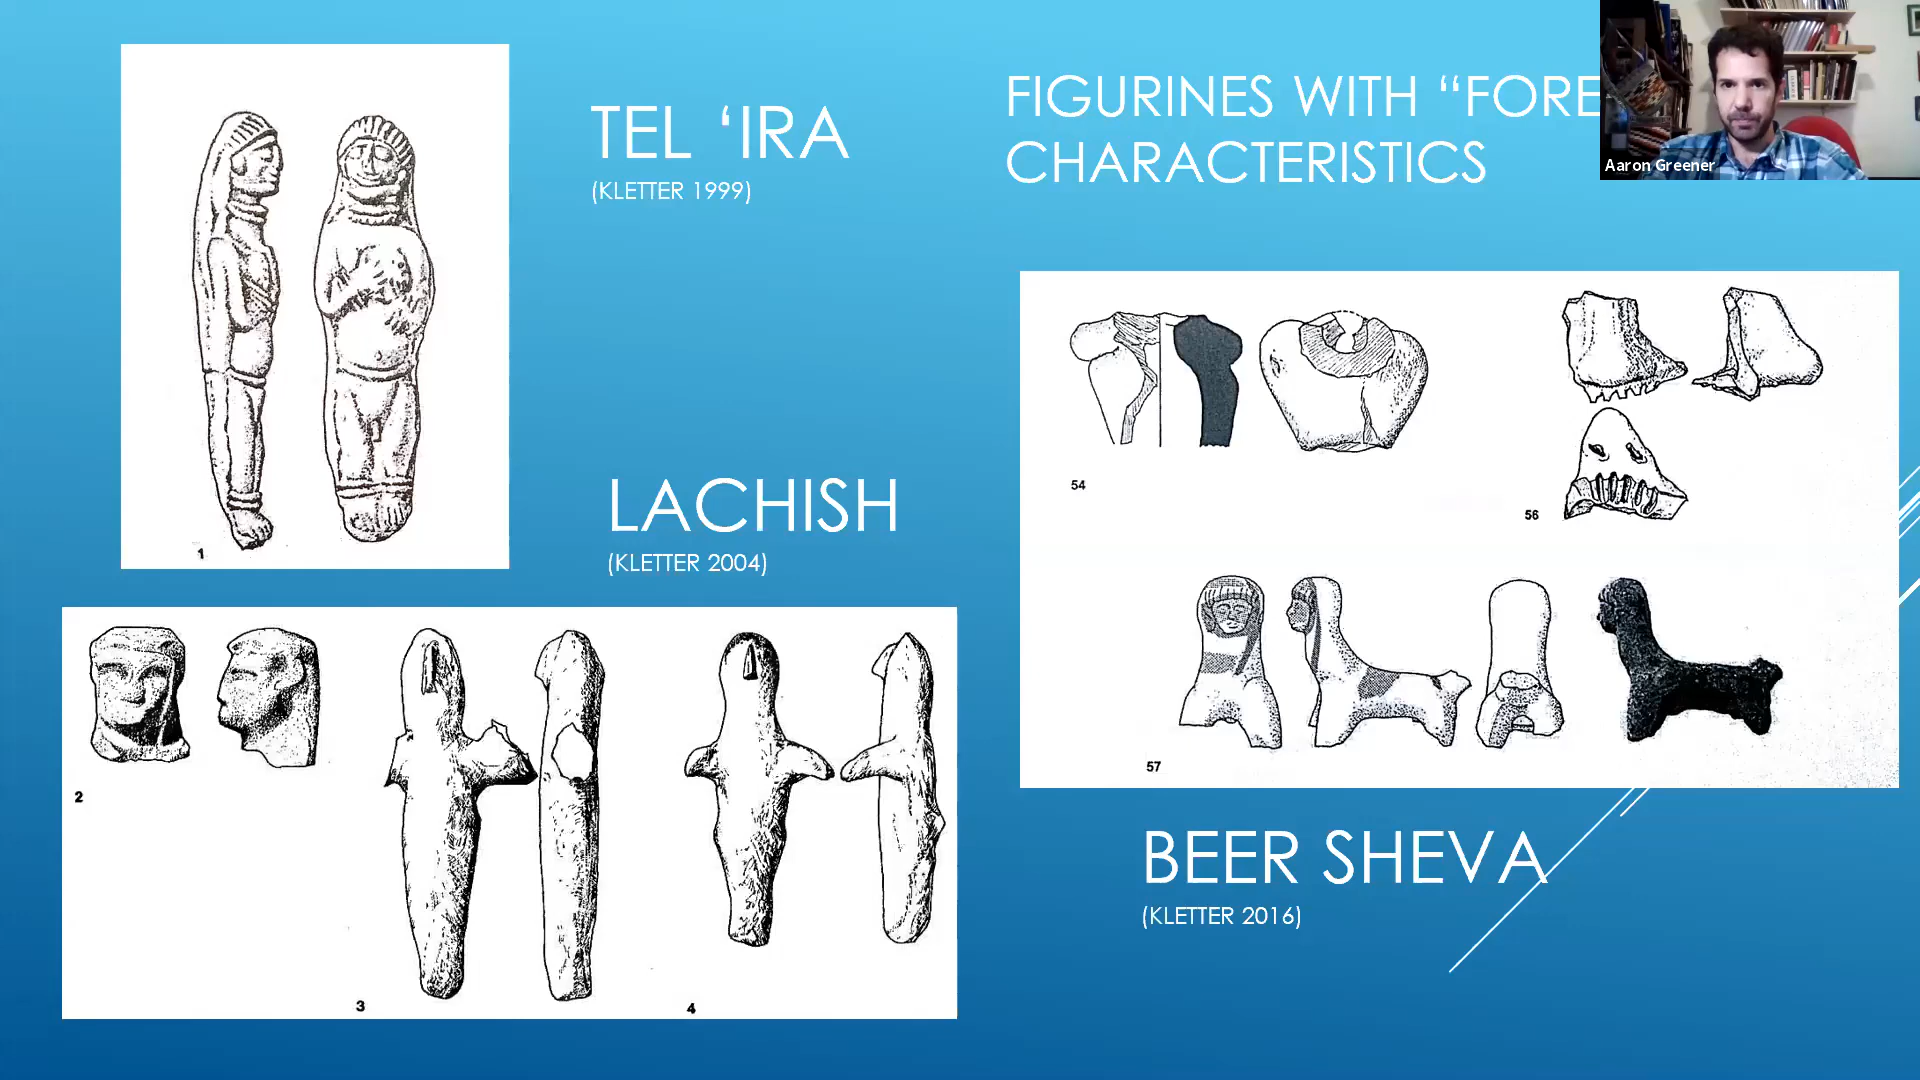 TEL ‘IRA
(KLETTER 1999)
FIGURINES WITH “FORE
CHARACTERISTICS
Aaron Greener
1
LACHISH
(KLETTER 2004)
2
3
4
54
56
57
BEER SHEVA
(KLETTER 2016)